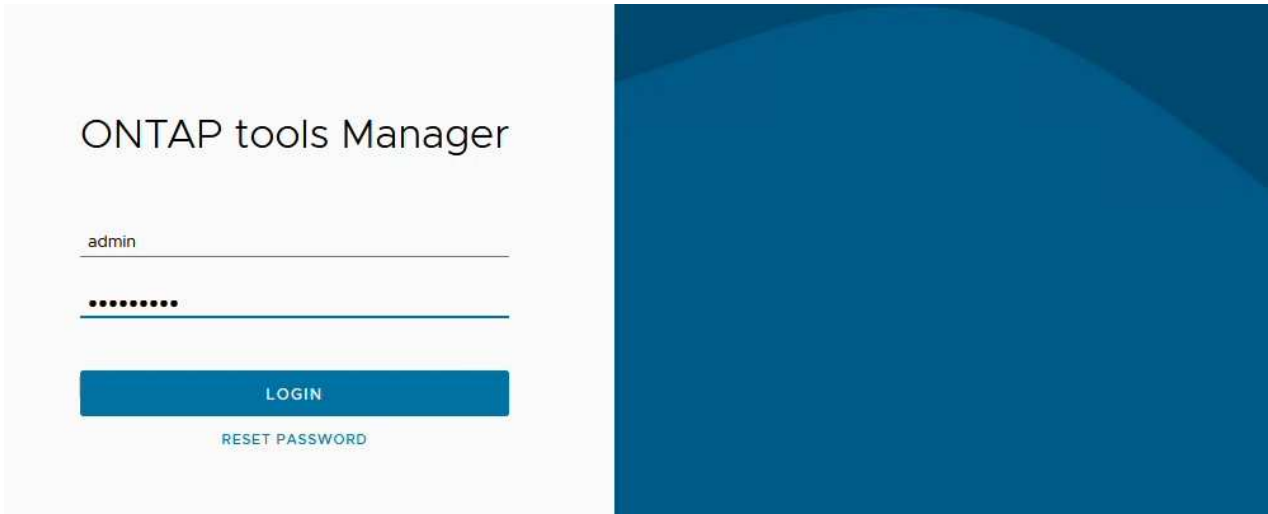 ONTAP tools Manager
admin
•••••••••
LOGIN
RESET PASSWORD